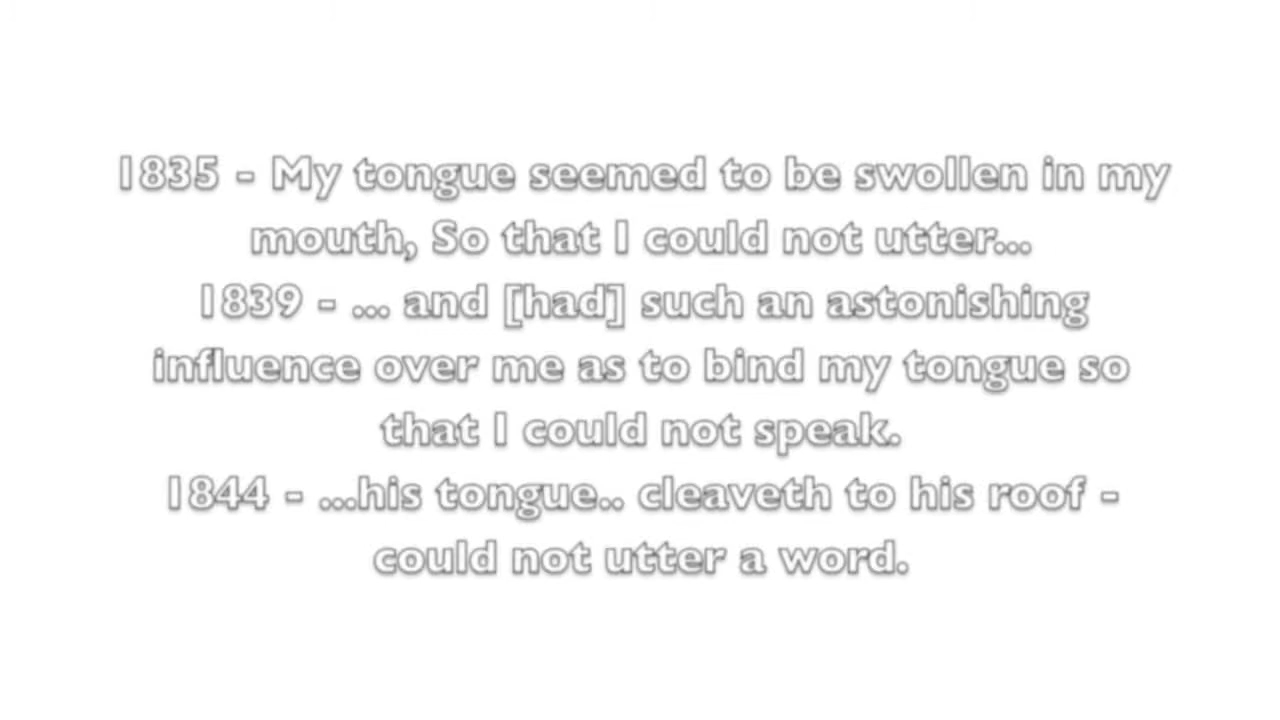 1835 - My tongue seemed to be swollen in my
mouth, So that I could not utter...
1839 - ... and [had] such an astonishing
influence over me as to bind my tongue so
that I could not speak.
1844 - ...his tongue.. cleaveth to his roof -
could not utter a word.